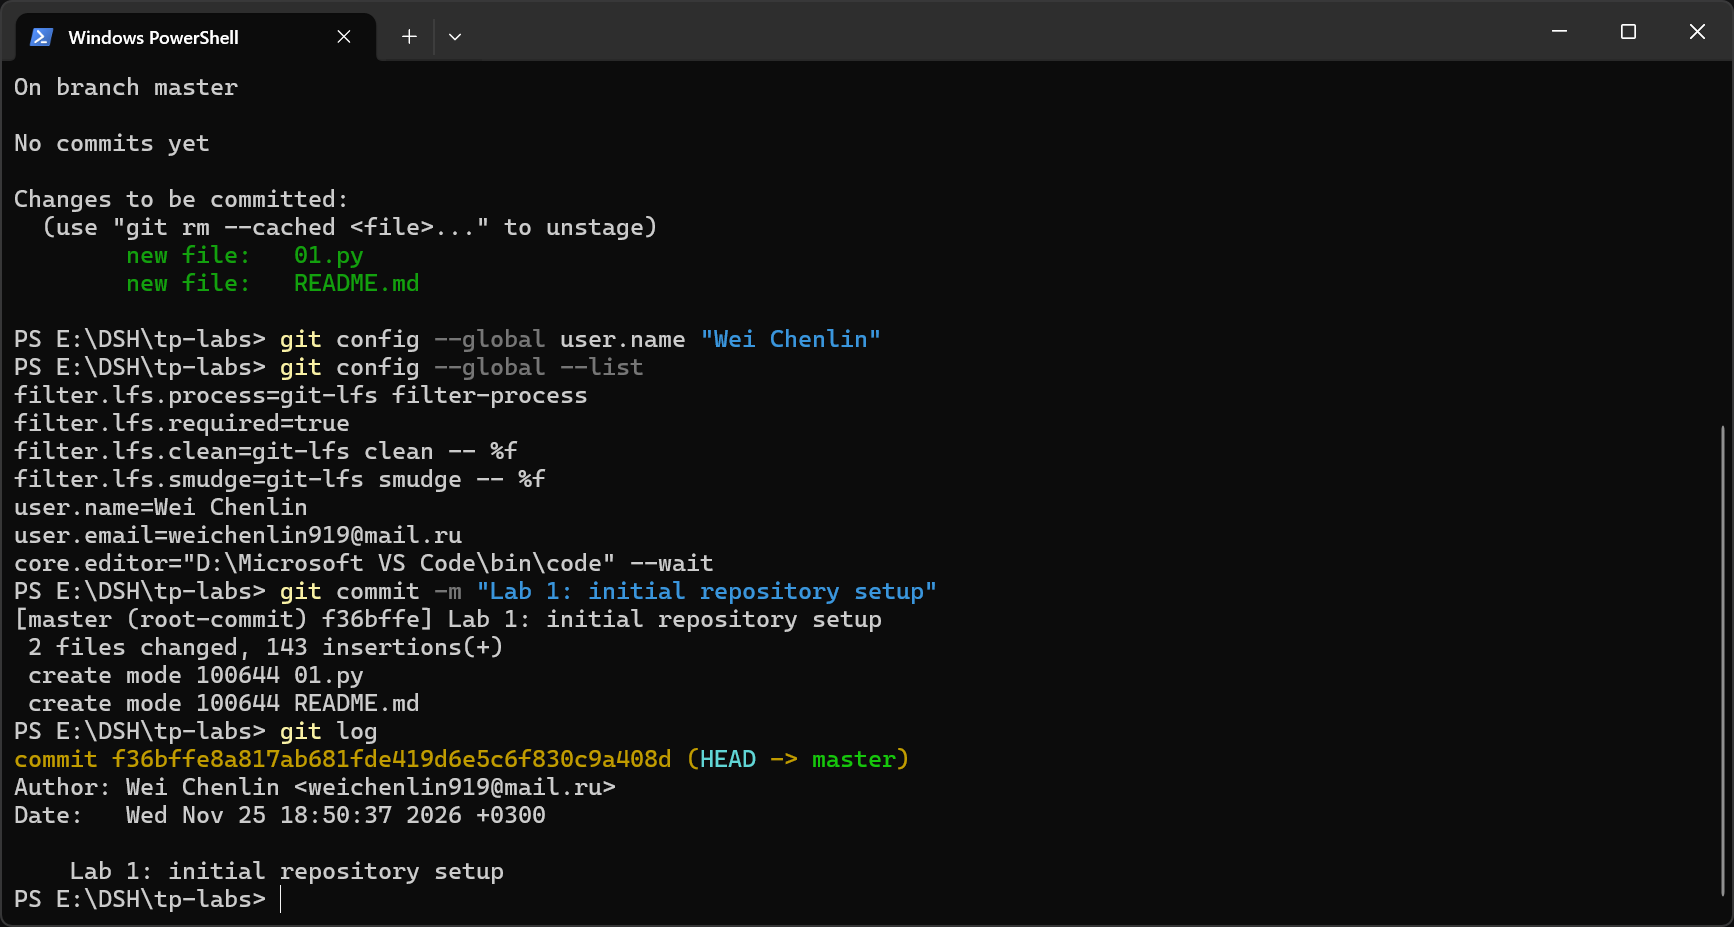 Windows PowerShell
On branch master
No commits yet
Changes to be committed:
  (use "git rm --cached <file>..." to unstage)
        new file:   01.py
        new file:   README.md
PS E:\DSH\tp-labs> git config --global user.name "Wei Chenlin"
PS E:\DSH\tp-labs> git config --global --list
filter.lfs.process=git-lfs filter-process
filter.lfs.required=true
filter.lfs.clean=git-lfs clean -- %f
filter.lfs.smudge=git-lfs smudge -- %f
user.name=Wei Chenlin
user.email=weichenlin919@mail.ru
core.editor="D:\Microsoft VS Code\bin\code" --wait
PS E:\DSH\tp-labs> git commit -m "Lab 1: initial repository setup"
[master (root-commit) f36bffe] Lab 1: initial repository setup
 2 files changed, 143 insertions(+)
 create mode 100644 01.py
 create mode 100644 README.md
PS E:\DSH\tp-labs> git log
commit f36bffe8a817ab681fde419d6e5c6f830c9a408d (HEAD -> master)
Author: Wei Chenlin <weichenlin919@mail.ru>
Date:   Wed Nov 25 18:50:37 2026 +0300
    Lab 1: initial repository setup
PS E:\DSH\tp-labs>